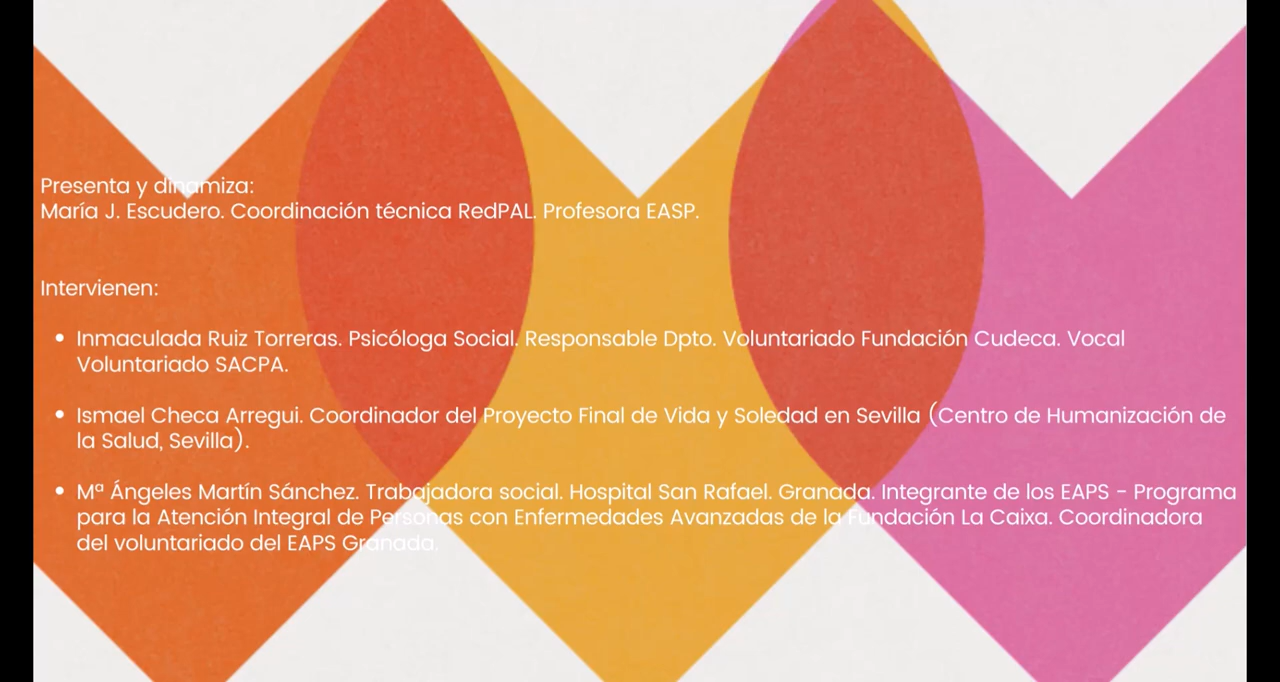 Presenta y dinamiza:
María J. Escudero. Coordinación técnica RedPAL. Profesora EASP.
Intervienen:
• Inmaculada Ruiz Torreras. Psicóloga Social. Responsable Dpto. Voluntariado Fundación Cudeca. Vocal
Voluntariado SACPA.
• Ismael Checa Arregui. Coordinador del Proyecto Final de Vida y Soledad en Sevilla (Centro de Humanización de
la Salud, Sevilla).
• Mª Ángeles Martín Sánchez. Trabajadora social. Hospital San Rafael. Granada. Integrante de los EAPS - Programa
para la Atención Integral de Personas con Enfermedades Avanzadas de la Fundación La Caixa. Coordinadora
del voluntariado del EAPS Granada.